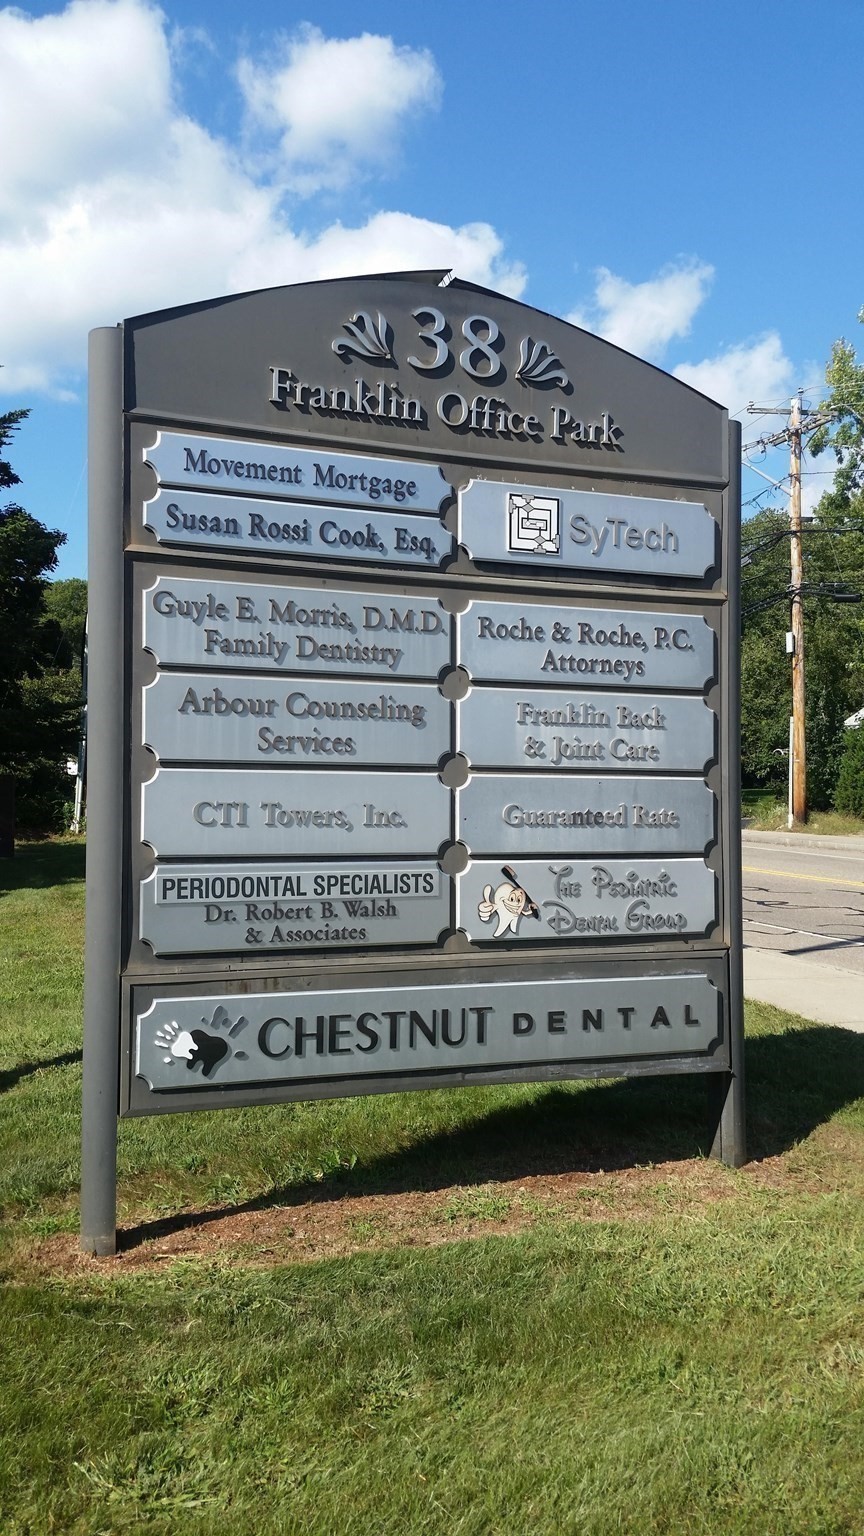 38
Franklin Office Park
Movement Mortgage
Susan Rossi Cook, Esq.
SyTech
Guyle E. Morris, D.M.D.
Family Dentistry
Roche & Roche, P.C.
Attorneys
Arbour Counseling
Services
Franklin Back
& Joint Care
CTI Towers, Inc.
Guaranteed Rate
PERIODONTAL SPECIALISTS
Dr. Robert B. Walsh
& Associates
The Pediatric
Dental Group
CHESTNUT DENTAL